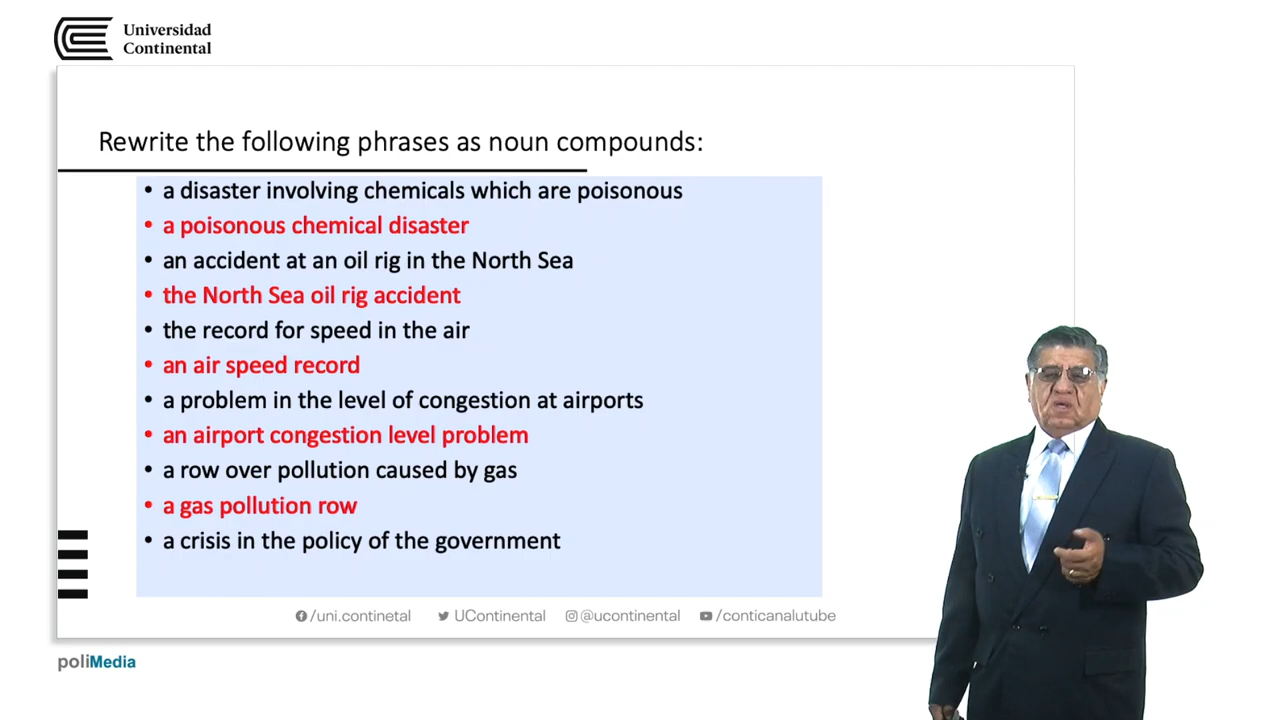 Universidad
Continental
Rewrite the following phrases as noun compounds:
• a disaster involving chemicals which are poisonous
• a poisonous chemical disaster
• an accident at an oil rig in the North Sea
• the North Sea oil rig accident
• the record for speed in the air
• an air speed record
• a problem in the level of congestion at airports
• an airport congestion level problem
• a row over pollution caused by gas
• a gas pollution row
• a crisis in the policy of the government
/uni.continetal UContinental @ucontinental /conticanalutube
poliMedia